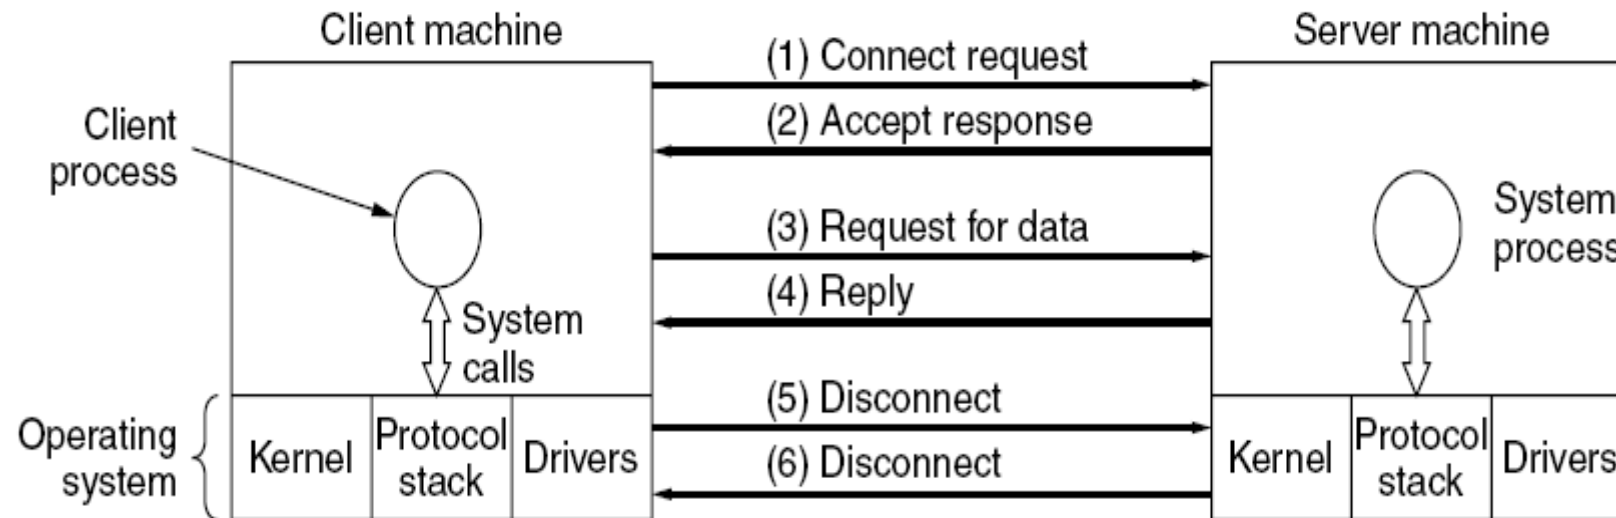 Client machine
Server machine
(1) Connect request
(2) Accept response
Client
process
(3) Request for data
System
process
(4) Reply
System
calls
(5) Disconnect
Operating
system
Kernel
Protocol
stack
Drivers
(6) Disconnect
Kernel
Protocol
stack
Drivers